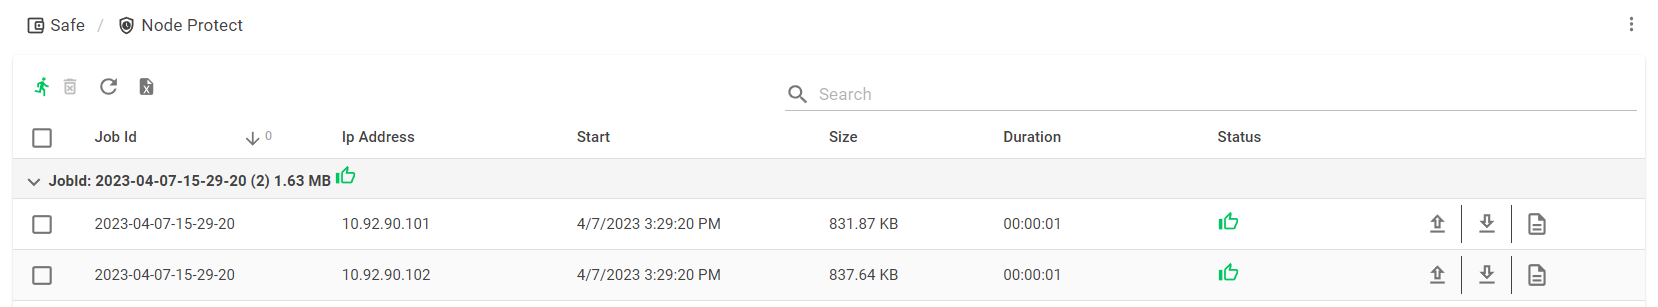 Safe / Node Protect
Search
Job Id 0 Ip Address Start Size Duration Status
JobId: 2023-04-07-15-29-20 (2) 1.63 MB
2023-04-07-15-29-20 10.92.90.101 4/7/2023 3:29:20 PM 831.87 KB 00:00:01
2023-04-07-15-29-20 10.92.90.102 4/7/2023 3:29:20 PM 837.64 KB 00:00:01